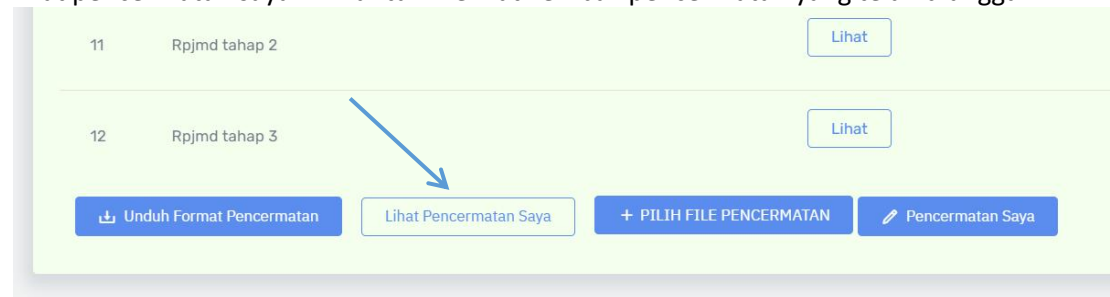 11 Rpjmd tahap 2 Lihat
12 Rpjmd tahap 3 Lihat
Unduh Format Pencermatan Lihat Pencermatan Saya + PILIH FILE PENCERMATAN Pencermatan Saya